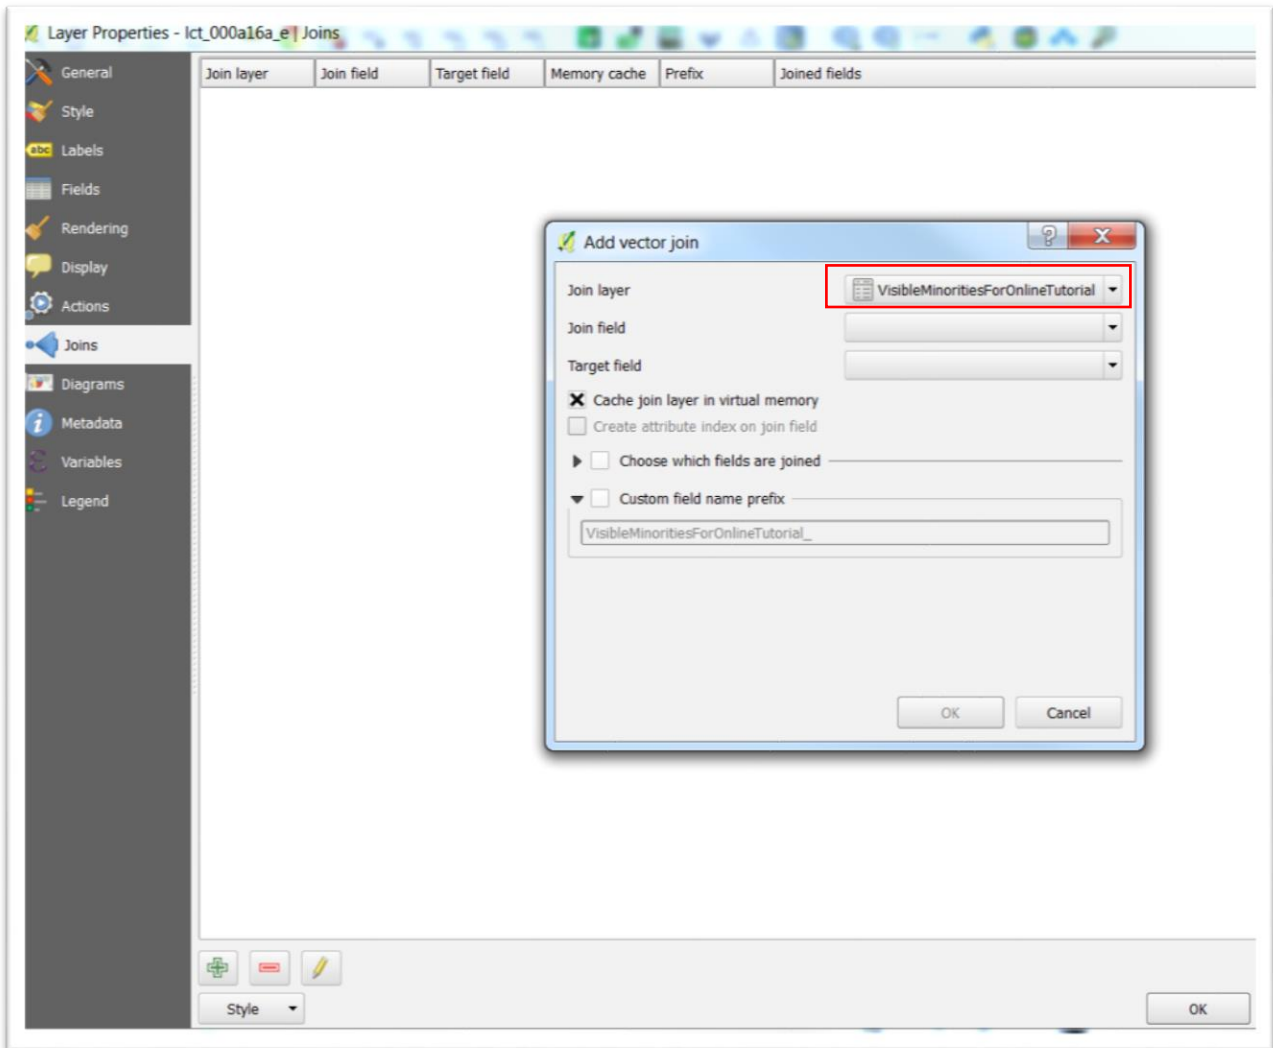 Layer Properties - lct_000a16a_e | Joins
General
Style
abc Labels
Fields
Rendering
Display
Actions
Joins
Diagrams
Metadata
Variables
Legend
Join layer Join field Target field Memory cache Prefix Joined fields
Add vector join
Join layer VisibleMinoritiesForOnlineTutorial
Join field
Target field
Cache join layer in virtual memory
Create attribute index on join field
Choose which fields are joined
Custom field name prefix
VisibleMinoritiesForOnlineTutorial_
OK Cancel
Style OK